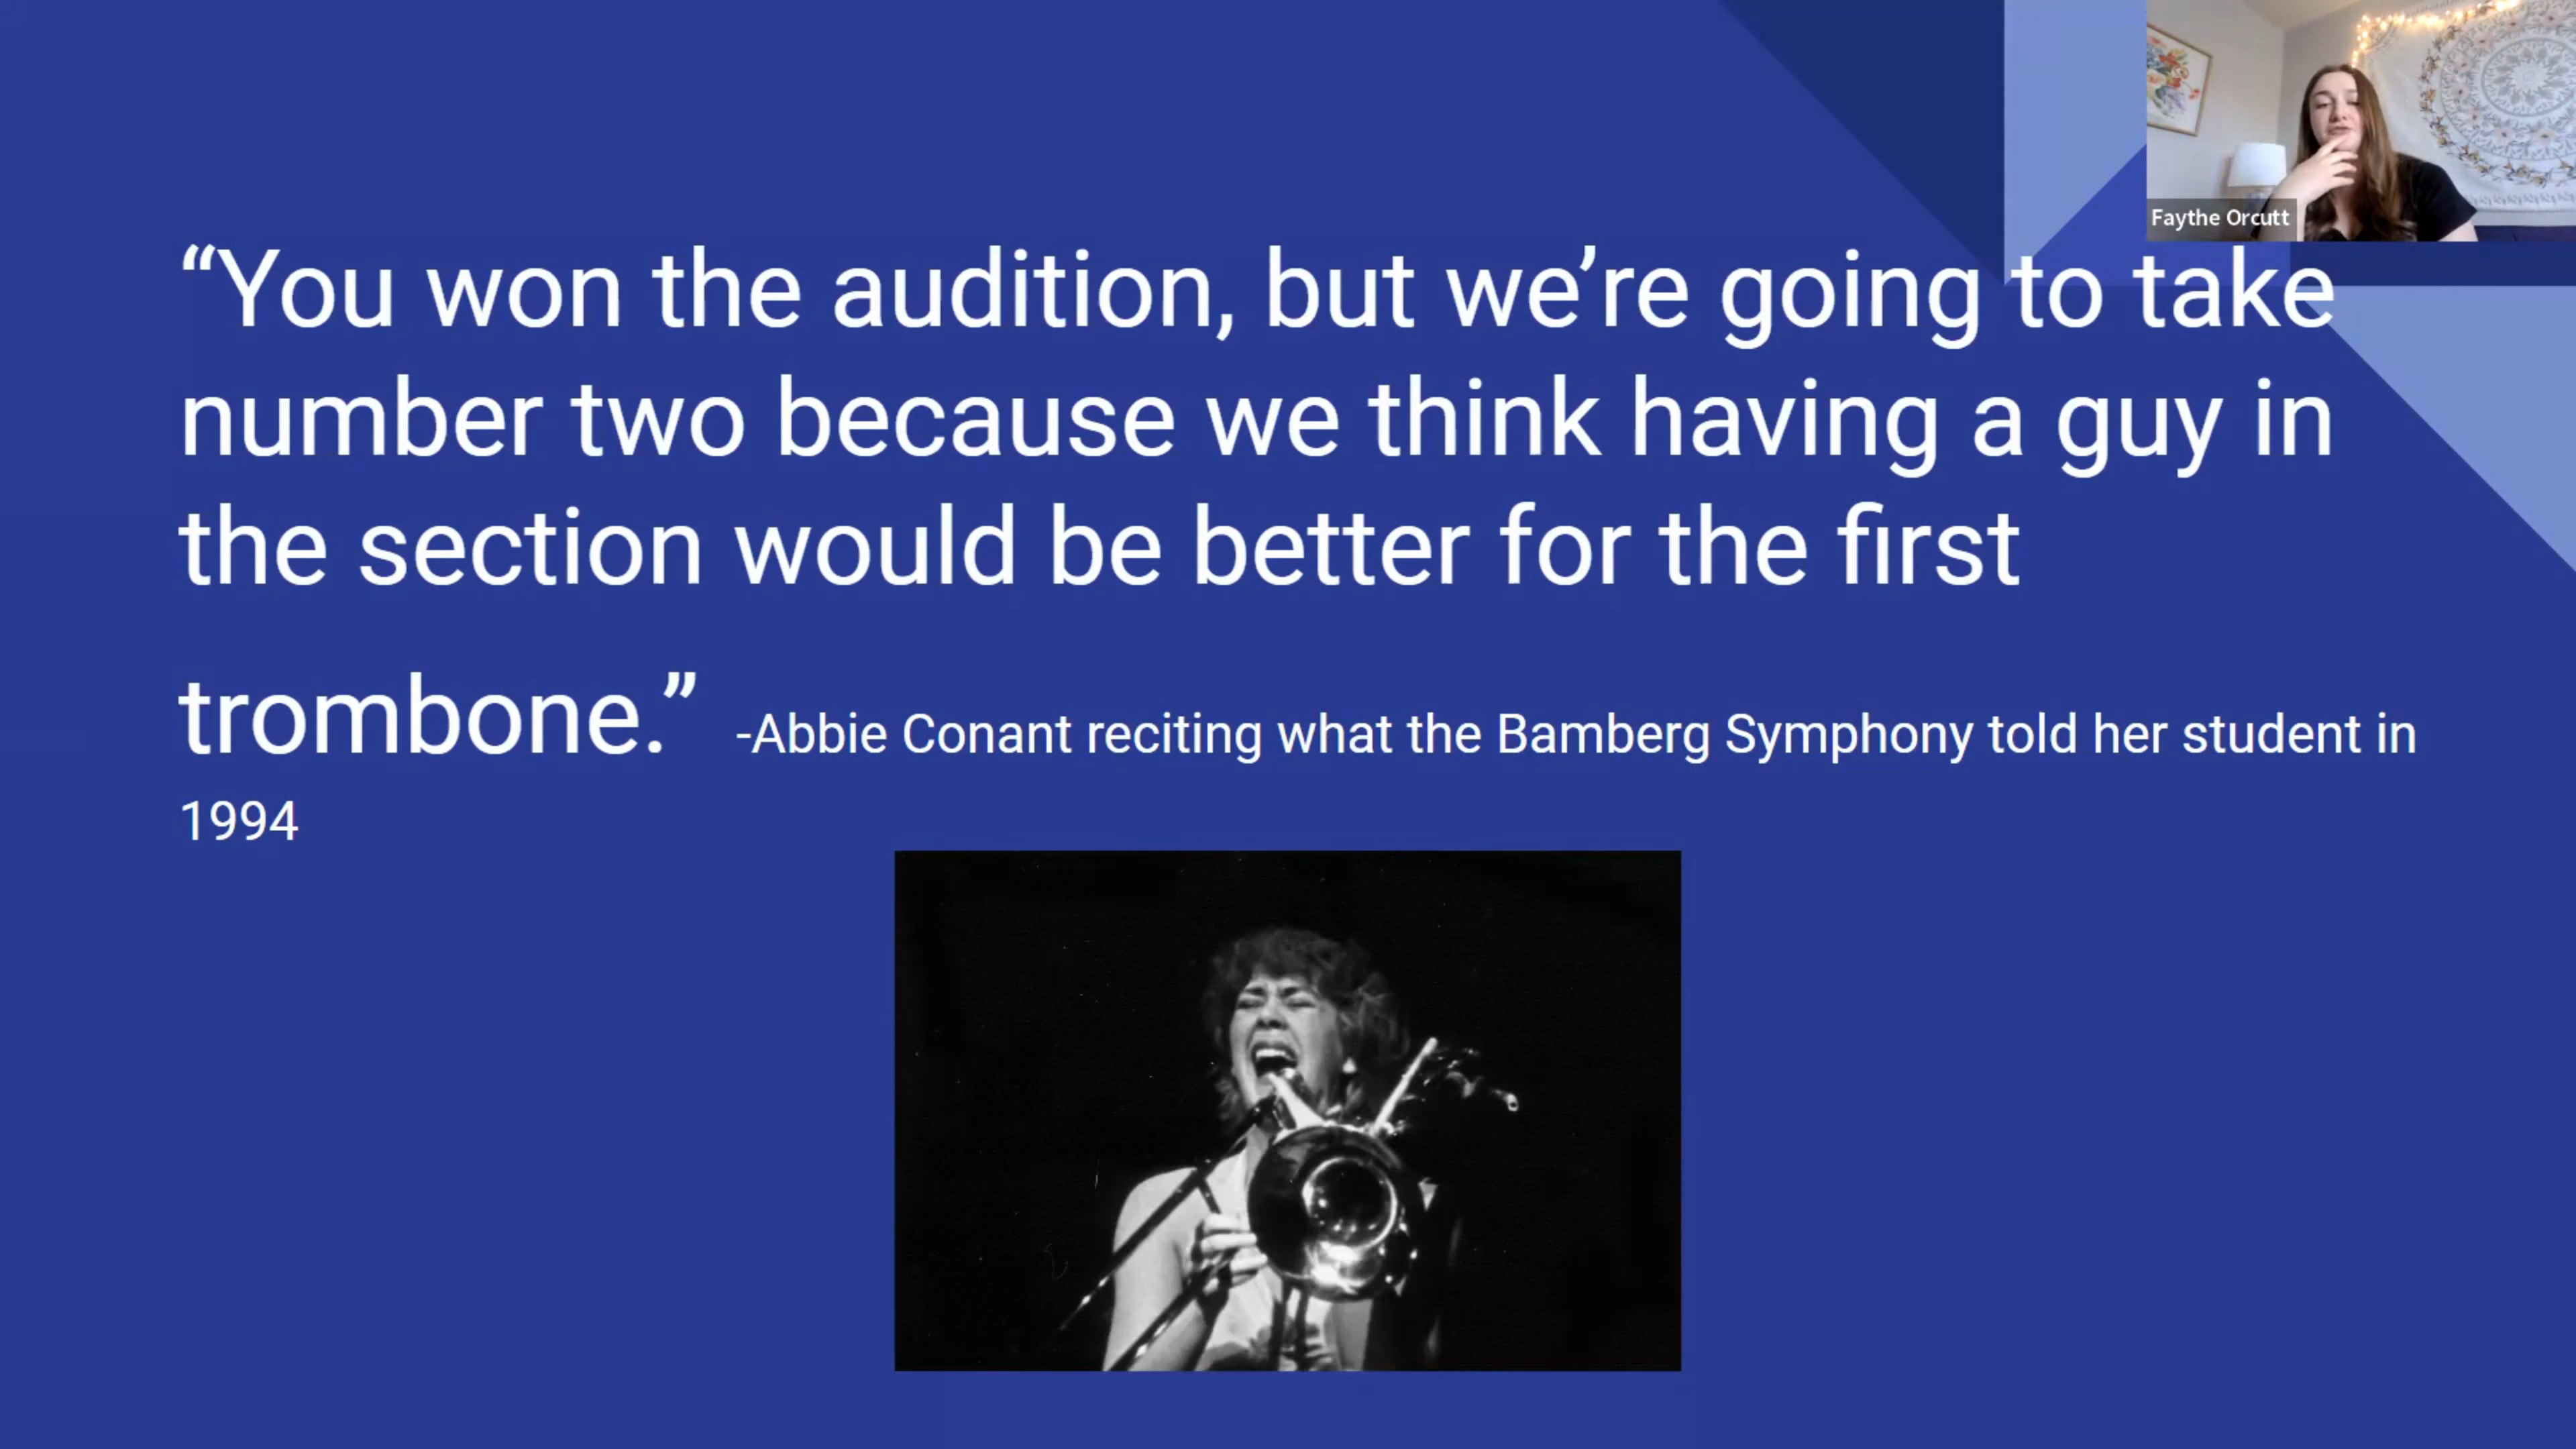 Faythe Orcutt
“You won the audition, but we’re going to take
number two because we think having a guy in
the section would be better for the first
trombone.” -Abbie Conant reciting what the Bamberg Symphony told her student in
1994